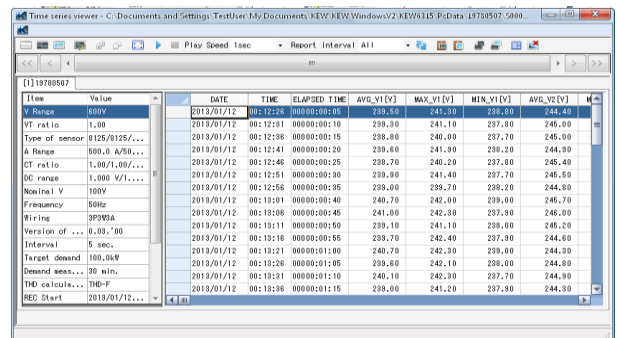 Time series viewer - C:\Documents and Settings\TestUser\My Documents\KEW\KEW WindowsV2\KEW6315\PcData\19780507\S000...
Play Speed 1sec Report interval All
[1]19780507
Item Value
V Range 600V
VT ratio 1.00
Type of sensor 8125/8125/...
A Range 500.0 A/50...
CT ratio 1.00/1.00/...
DC range 1.000 V/1....
Nominal V 100V
Frequency 50Hz
Wiring 3P3W3A
Version of ... 0.03,'00
Interval 5 sec.
Target demand 100.0kW
Demand meas... 30 min.
THD calcula... THD-F
REC Start 2013/01/12...
DATE TIME ELAPSED TIME AVG_V1[V] MAX_V1[V] MIN_V1[V] AVG_V2[V]
2013/01/12 00:12:26 00000:00:05 239.50 241.30 238.80 244.40
2013/01/12 00:12:31 00000:00:10 239.30 241.10 237.80 245.00
2013/01/12 00:12:36 00000:00:15 238.80 240.00 237.70 245.00
2013/01/12 00:12:41 00000:00:20 239.60 241.90 238.20 244.90
2013/01/12 00:12:46 00000:00:25 238.70 240.20 237.80 245.40
2013/01/12 00:12:51 00000:00:30 239.90 241.40 237.70 245.50
2013/01/12 00:12:56 00000:00:35 239.00 239.70 238.20 244.80
2013/01/12 00:13:01 00000:00:40 240.70 242.00 239.00 245.70
2013/01/12 00:13:06 00000:00:45 241.00 242.30 237.90 246.00
2013/01/12 00:13:11 00000:00:50 239.10 241.10 238.00 245.20
2013/01/12 00:13:16 00000:00:55 239.70 242.40 237.90 244.60
2013/01/12 00:13:21 00000:01:00 240.70 242.30 239.00 244.30
2013/01/12 00:13:26 00000:01:05 239.60 242.10 238.00 244.80
2013/01/12 00:13:31 00000:01:10 240.10 242.30 237.70 244.90
2013/01/12 00:13:36 00000:01:15 239.00 241.20 237.90 244.30